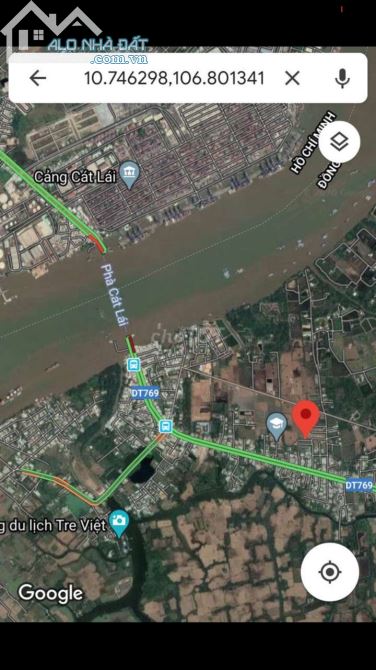 ALO NHÀ ĐẤT
.com.vn
10.746298,106.801341
HỒ CHÍ MINH
ĐỒNG
Cảng Cát Lái
Phà Cát Lái
DT769
DT769
g du lịch Tre Việt
Google